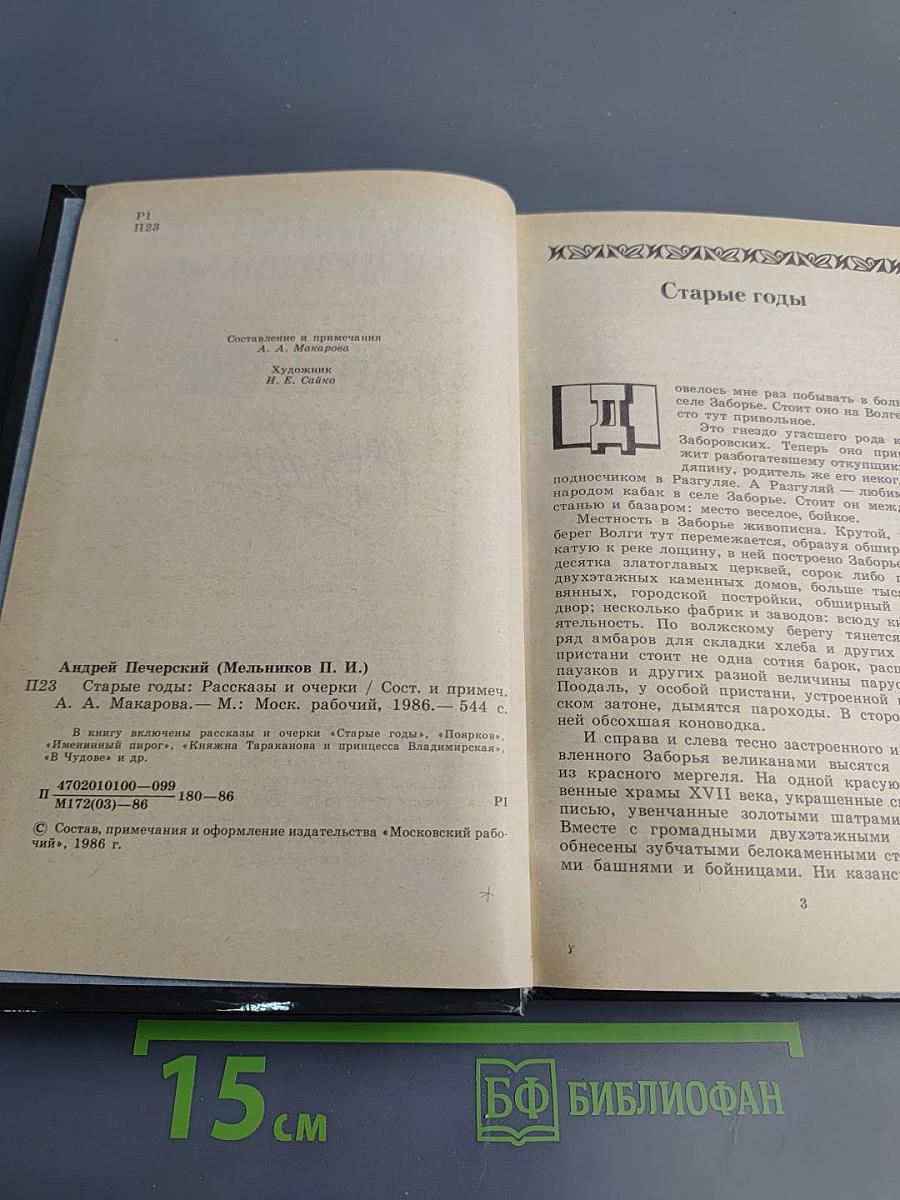 Р1
П23
Составление и примечания
А. А. Макарова
Художник
И. Е. Сайко
Андрей Печерский (Мельников П. И.)
П23 Старые годы: Рассказы и очерки / Сост. и примеч.
А. А. Макарова.— М.: Моск. рабочий, 1986.— 544 с.
В книгу включены рассказы и очерки «Старые годы», «Поярков»,
«Именинный пирог», «Княжна Тараканова и принцесса Владимирская»,
«В Чудове» и др.
4702010100—099
П 180—86
М172(03)—86
Р1
© Состав, примечания и оформление издательства «Московский рабо-
чий», 1986 г.
Старые годы
Довелось мне раз побывать в боль
селе Заборье. Стоит оно на Волге
сто тут привольное.
Это гнездо угасшего рода к
Заборовских. Теперь оно при
жит разбогатевшему откупщик
дяпину, родитель же его неког
подносчиком в Разгуляе. А Разгуляй — любим
народом кабак в селе Заборье. Стоит он меж
станью и базаром: место веселое, бойкое.
Местность в Заборье живописна. Крутой,
берег Волги тут перемежается, образуя обшир
катую к реке лощину, в ней построено Заборье
десятка златоглавых церквей, сорок либо п
двухэтажных каменных домов, больше тыс
вянных, городской постройки, обширный
двор; несколько фабрик и заводов: всюду ки
ятельность. По волжскому берегу тянется
ряд амбаров для складки хлеба и других
пристани стоит не одна сотня барок, расш
паузков и других разной величины парус
Поодаль, у особой пристани, устроенной
ском затоне, дымятся пароходы. В сторо
ней обсохшая коноводка.
И справа и слева тесно застроенного и
вленного Заборья великанами высятся
из красного мергеля. На одной красую
венные храмы XVII века, украшенные с
писью, увенчанные золотыми шатрами
Вместе с громадными двухэтажными
обнесены зубчатыми белокаменными ст
ми башнями и бойницами. Ни казанс
3
15 см
БФ БИБЛИОФАН